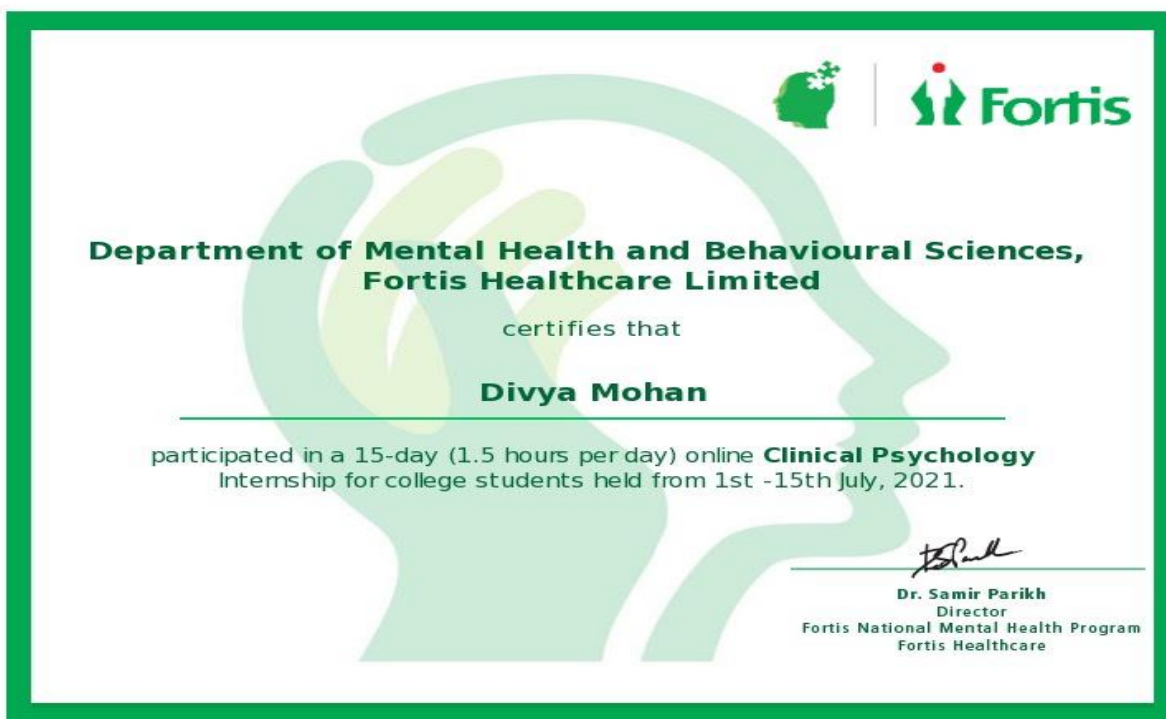 Fortis
Department of Mental Health and Behavioural Sciences,
Fortis Healthcare Limited
certifies that
Divya Mohan
participated in a 15-day (1.5 hours per day) online Clinical Psychology
Internship for college students held from 1st -15th July, 2021.
Dr. Samir Parikh
Director
Fortis National Mental Health Program
Fortis Healthcare